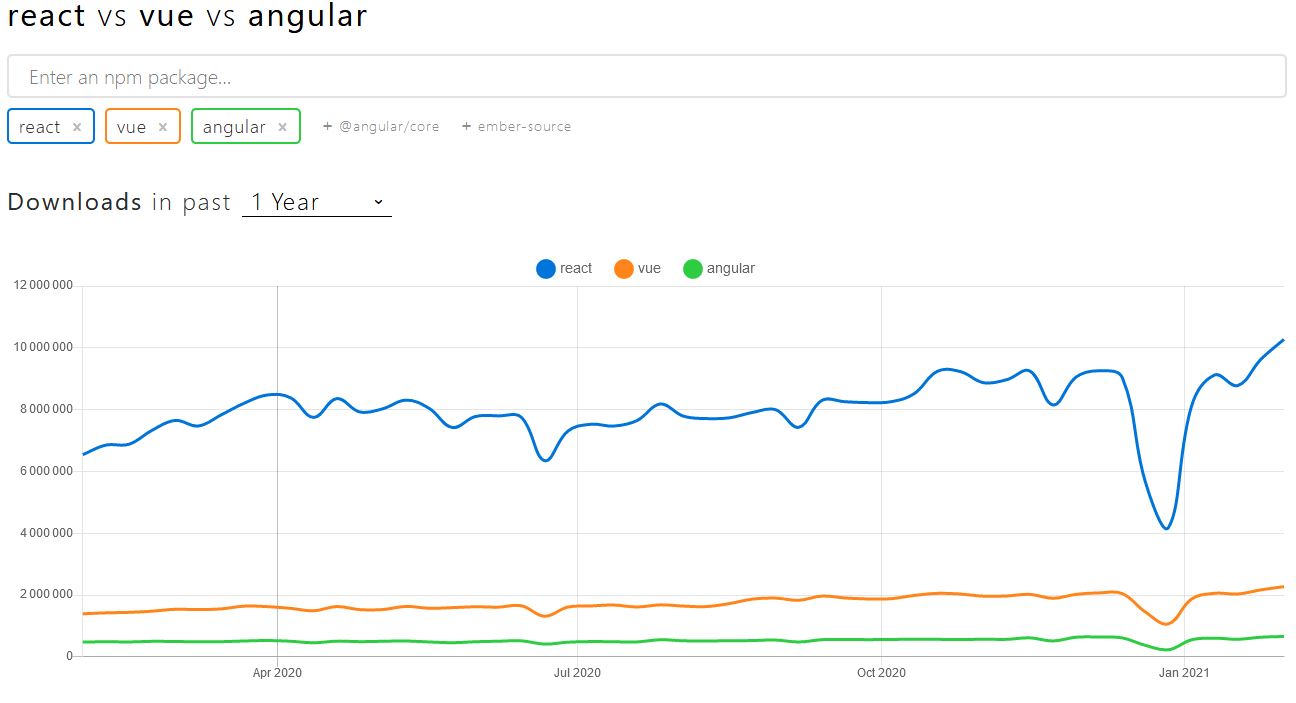 react vs vue vs angular
Enter an npm package...
react × vue × angular × + @angular/core + ember-source
Downloads in past 1 Year
react vue angular
12 000 000
10 000 000
8 000 000
6 000 000
4 000 000
2 000 000
0
Apr 2020 Jul 2020 Oct 2020 Jan 2021